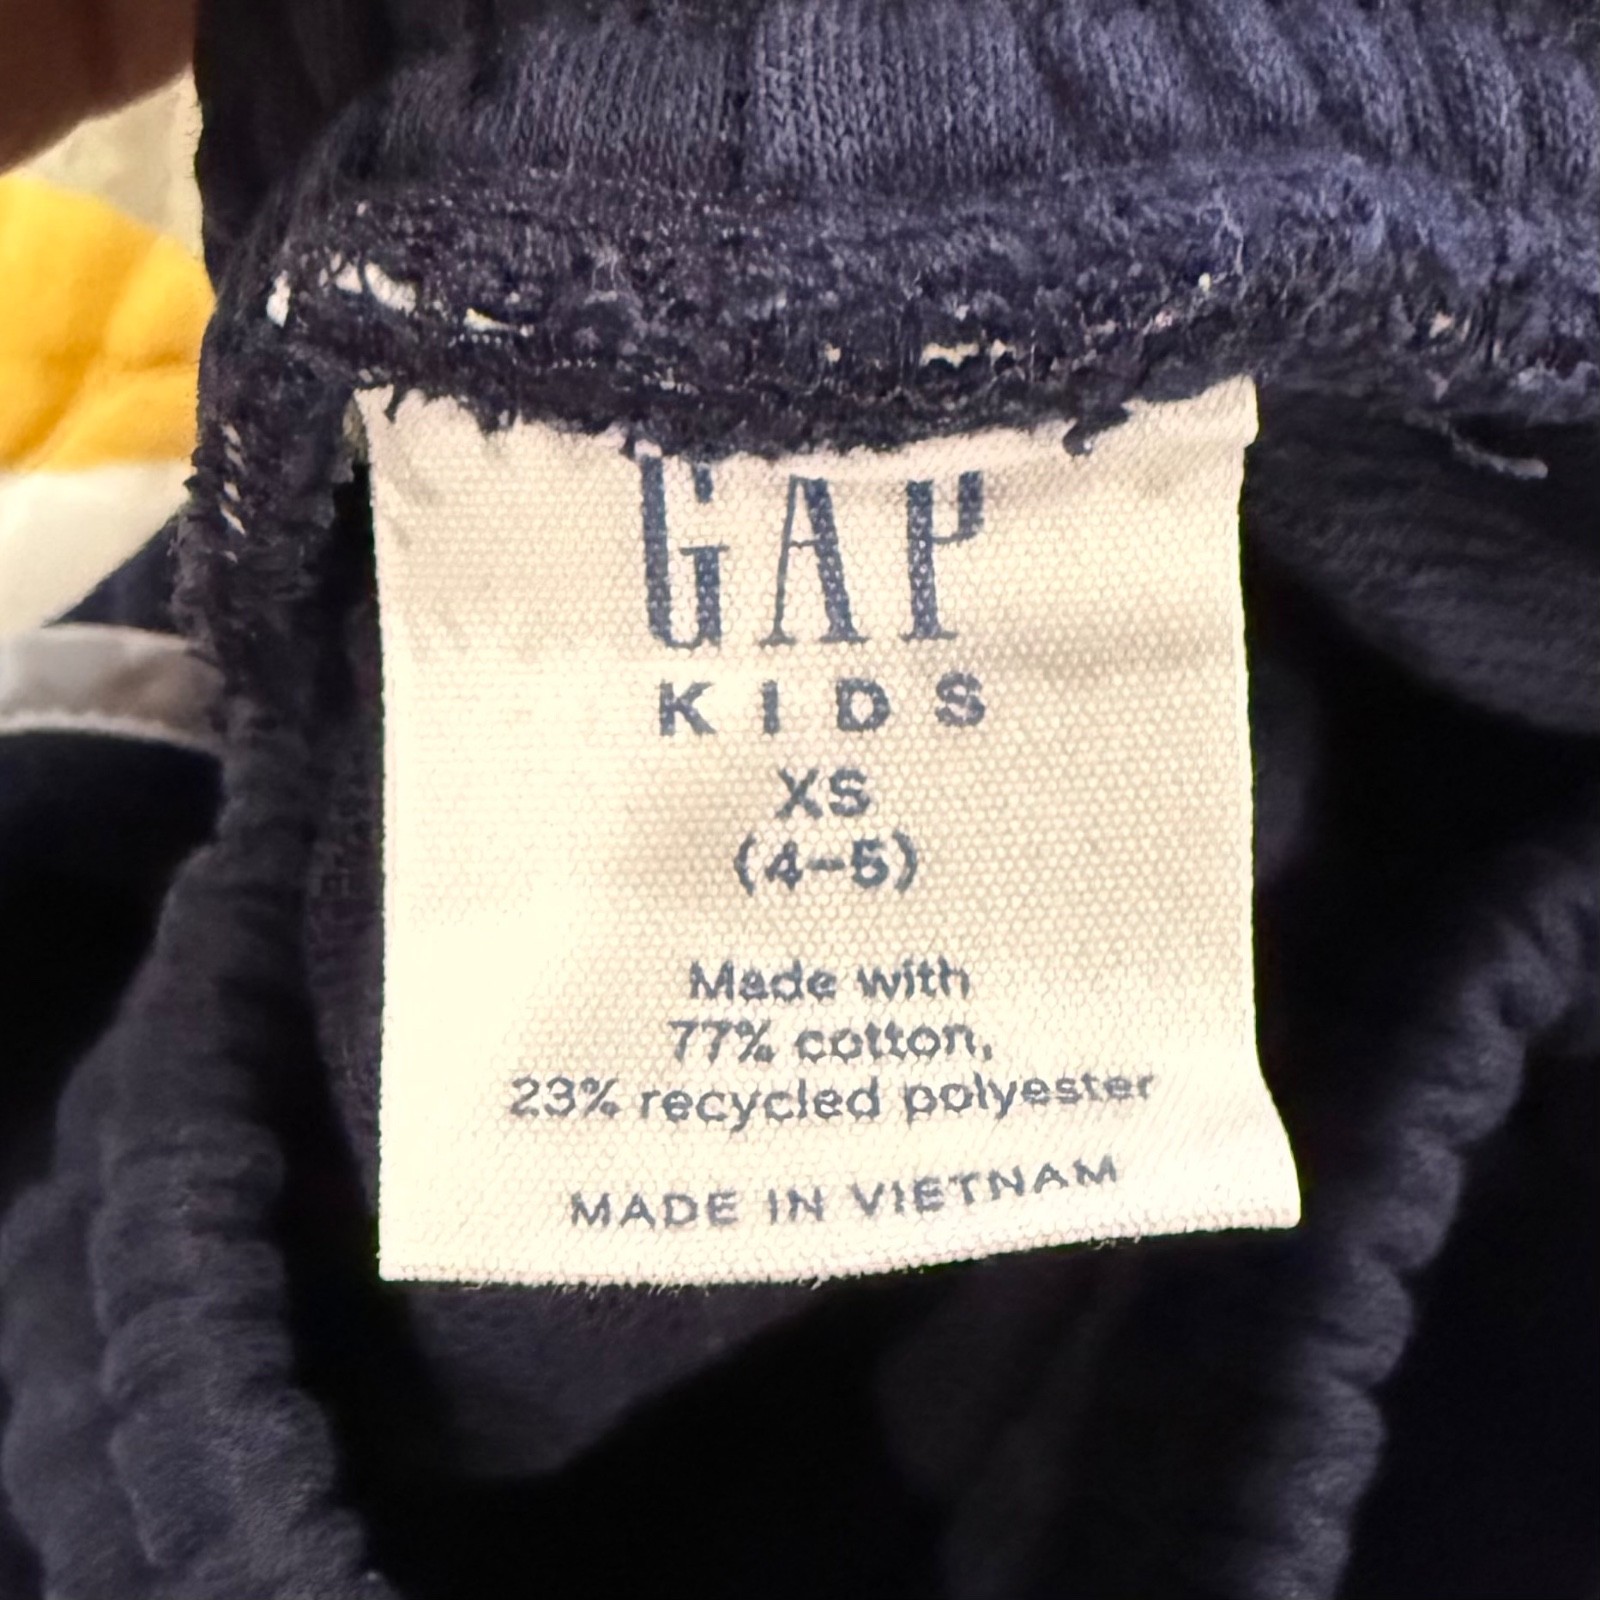 GAP
KIDS
XS
(4-5)
Made with
77% cotton,
23% recycled polyester
MADE IN VIETNAM